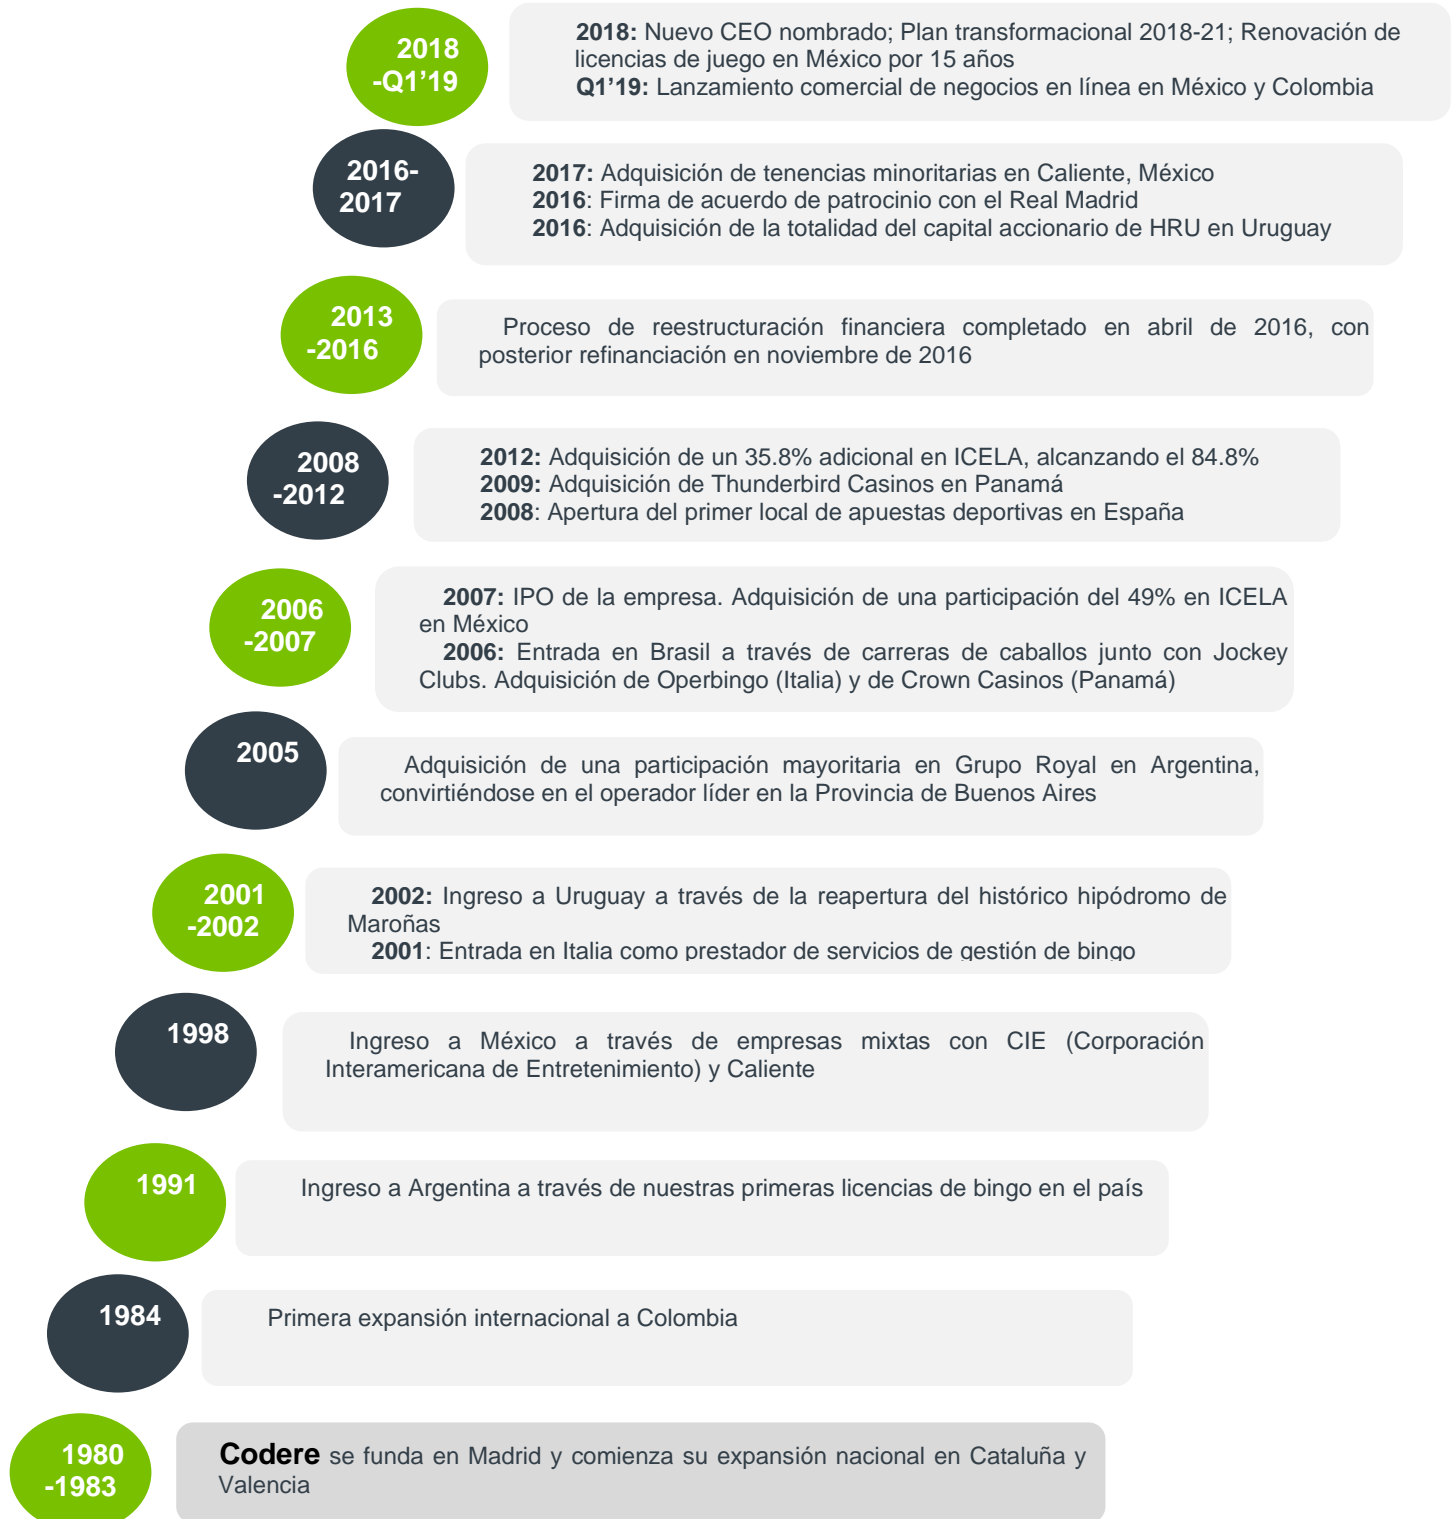 2018
-Q1’19
2018: Nuevo CEO nombrado; Plan transformacional 2018-21; Renovación de
licencias de juego en México por 15 años
Q1’19: Lanzamiento comercial de negocios en línea en México y Colombia
2016-
2017
2017: Adquisición de tenencias minoritarias en Caliente, México
2016: Firma de acuerdo de patrocinio con el Real Madrid
2016: Adquisición de la totalidad del capital accionario de HRU en Uruguay
2013
-2016
Proceso de reestructuración financiera completado en abril de 2016, con
posterior refinanciación en noviembre de 2016
2008
-2012
2012: Adquisición de un 35.8% adicional en ICELA, alcanzando el 84.8%
2009: Adquisición de Thunderbird Casinos en Panamá
2008: Apertura del primer local de apuestas deportivas en España
2006
-2007
2007: IPO de la empresa. Adquisición de una participación del 49% en ICELA
en México
2006: Entrada en Brasil a través de carreras de caballos junto con Jockey
Clubs. Adquisición de Operbingo (Italia) y de Crown Casinos (Panamá)
2005
Adquisición de una participación mayoritaria en Grupo Royal en Argentina,
convirtiéndose en el operador líder en la Provincia de Buenos Aires
2001
-2002
2002: Ingreso a Uruguay a través de la reapertura del histórico hipódromo de
Maroñas
2001: Entrada en Italia como prestador de servicios de gestión de bingo
1998
Ingreso a México a través de empresas mixtas con CIE (Corporación
Interamericana de Entretenimiento) y Caliente
1991
Ingreso a Argentina a través de nuestras primeras licencias de bingo en el país
1984
Primera expansión internacional a Colombia
1980
-1983
Codere se funda en Madrid y comienza su expansión nacional en Cataluña y
Valencia